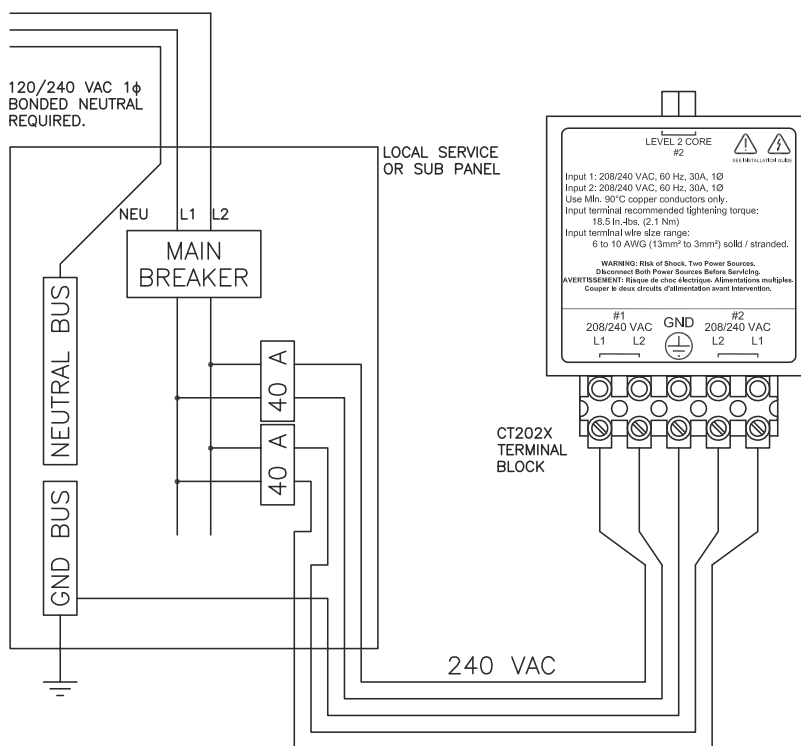 120/240 VAC 1ϕ
BONDED NEUTRAL
REQUIRED.
LOCAL SERVICE
OR SUB PANEL
NEU L1 L2
MAIN
BREAKER
NEUTRAL BUS
GND BUS
40 A
40 A
240 VAC
LEVEL 2 CORE
#2
SEE INSTALLATION GUIDE
Input 1: 208/240 VAC, 60 Hz, 30A, 1Ø
Input 2: 208/240 VAC, 60 Hz, 30A, 1Ø
Use Min. 90°C copper conductors only.
Input terminal recommended tightening torque:
18.5 In.-lbs. (2.1 Nm)
Input terminal wire size range:
6 to 10 AWG (13mm² to 3mm²) solid / stranded.
WARNING: Risk of Shock. Two Power Sources.
Disconnect Both Power Sources Before Servicing.
AVERTISSEMENT: Risque de choc électrique. Alimentations multiples.
Couper le deux circuits d'alimentation avant intervention.
#1 GND #2
208/240 VAC 208/240 VAC
L1 L2 L2 L1
CT202X
TERMINAL
BLOCK